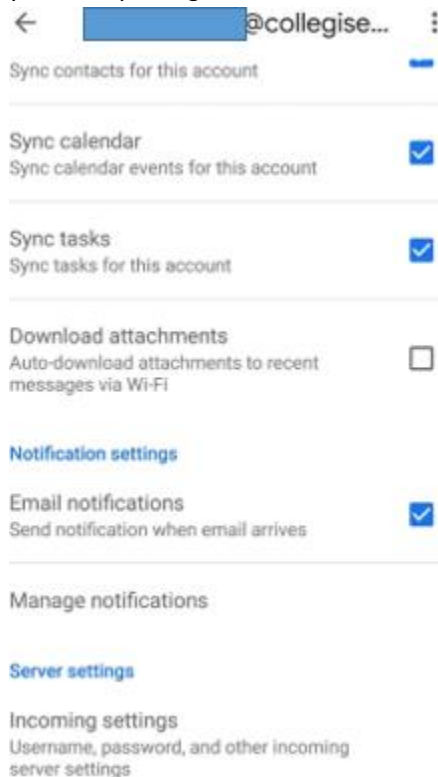 @collegise...
Sync contacts for this account
Sync calendar
Sync calendar events for this account
Sync tasks
Sync tasks for this account
Download attachments
Auto-download attachments to recent
messages via Wi-Fi
Notification settings
Email notifications
Send notification when email arrives
Manage notifications
Server settings
Incoming settings
Username, password, and other incoming
server settings